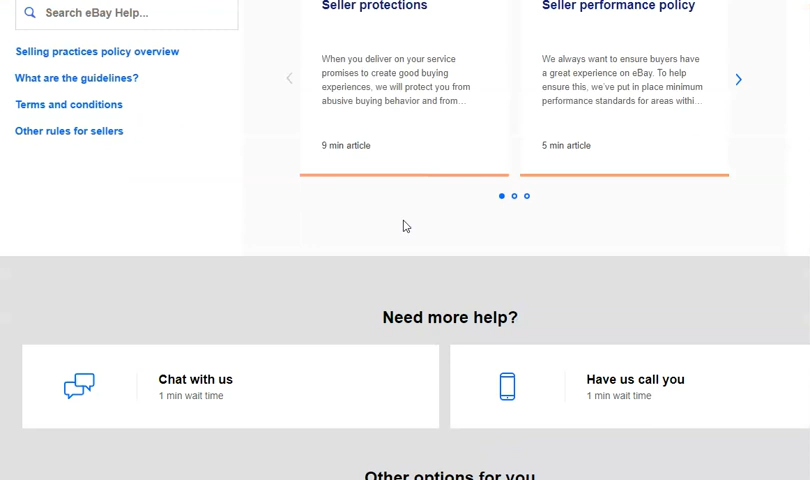 Search eBay Help...
Selling practices policy overview
What are the guidelines?
Terms and conditions
Other rules for sellers
Seller protections
When you deliver on your service
promises to create good buying
experiences, we will protect you from
abusive buying behavior and from...
9 min article
Seller performance policy
We always want to ensure buyers have
a great experience on eBay. To help
ensure this, we've put in place minimum
performance standards for areas withi...
5 min article
Need more help?
Chat with us
1 min wait time
Have us call you
1 min wait time
Other options for you